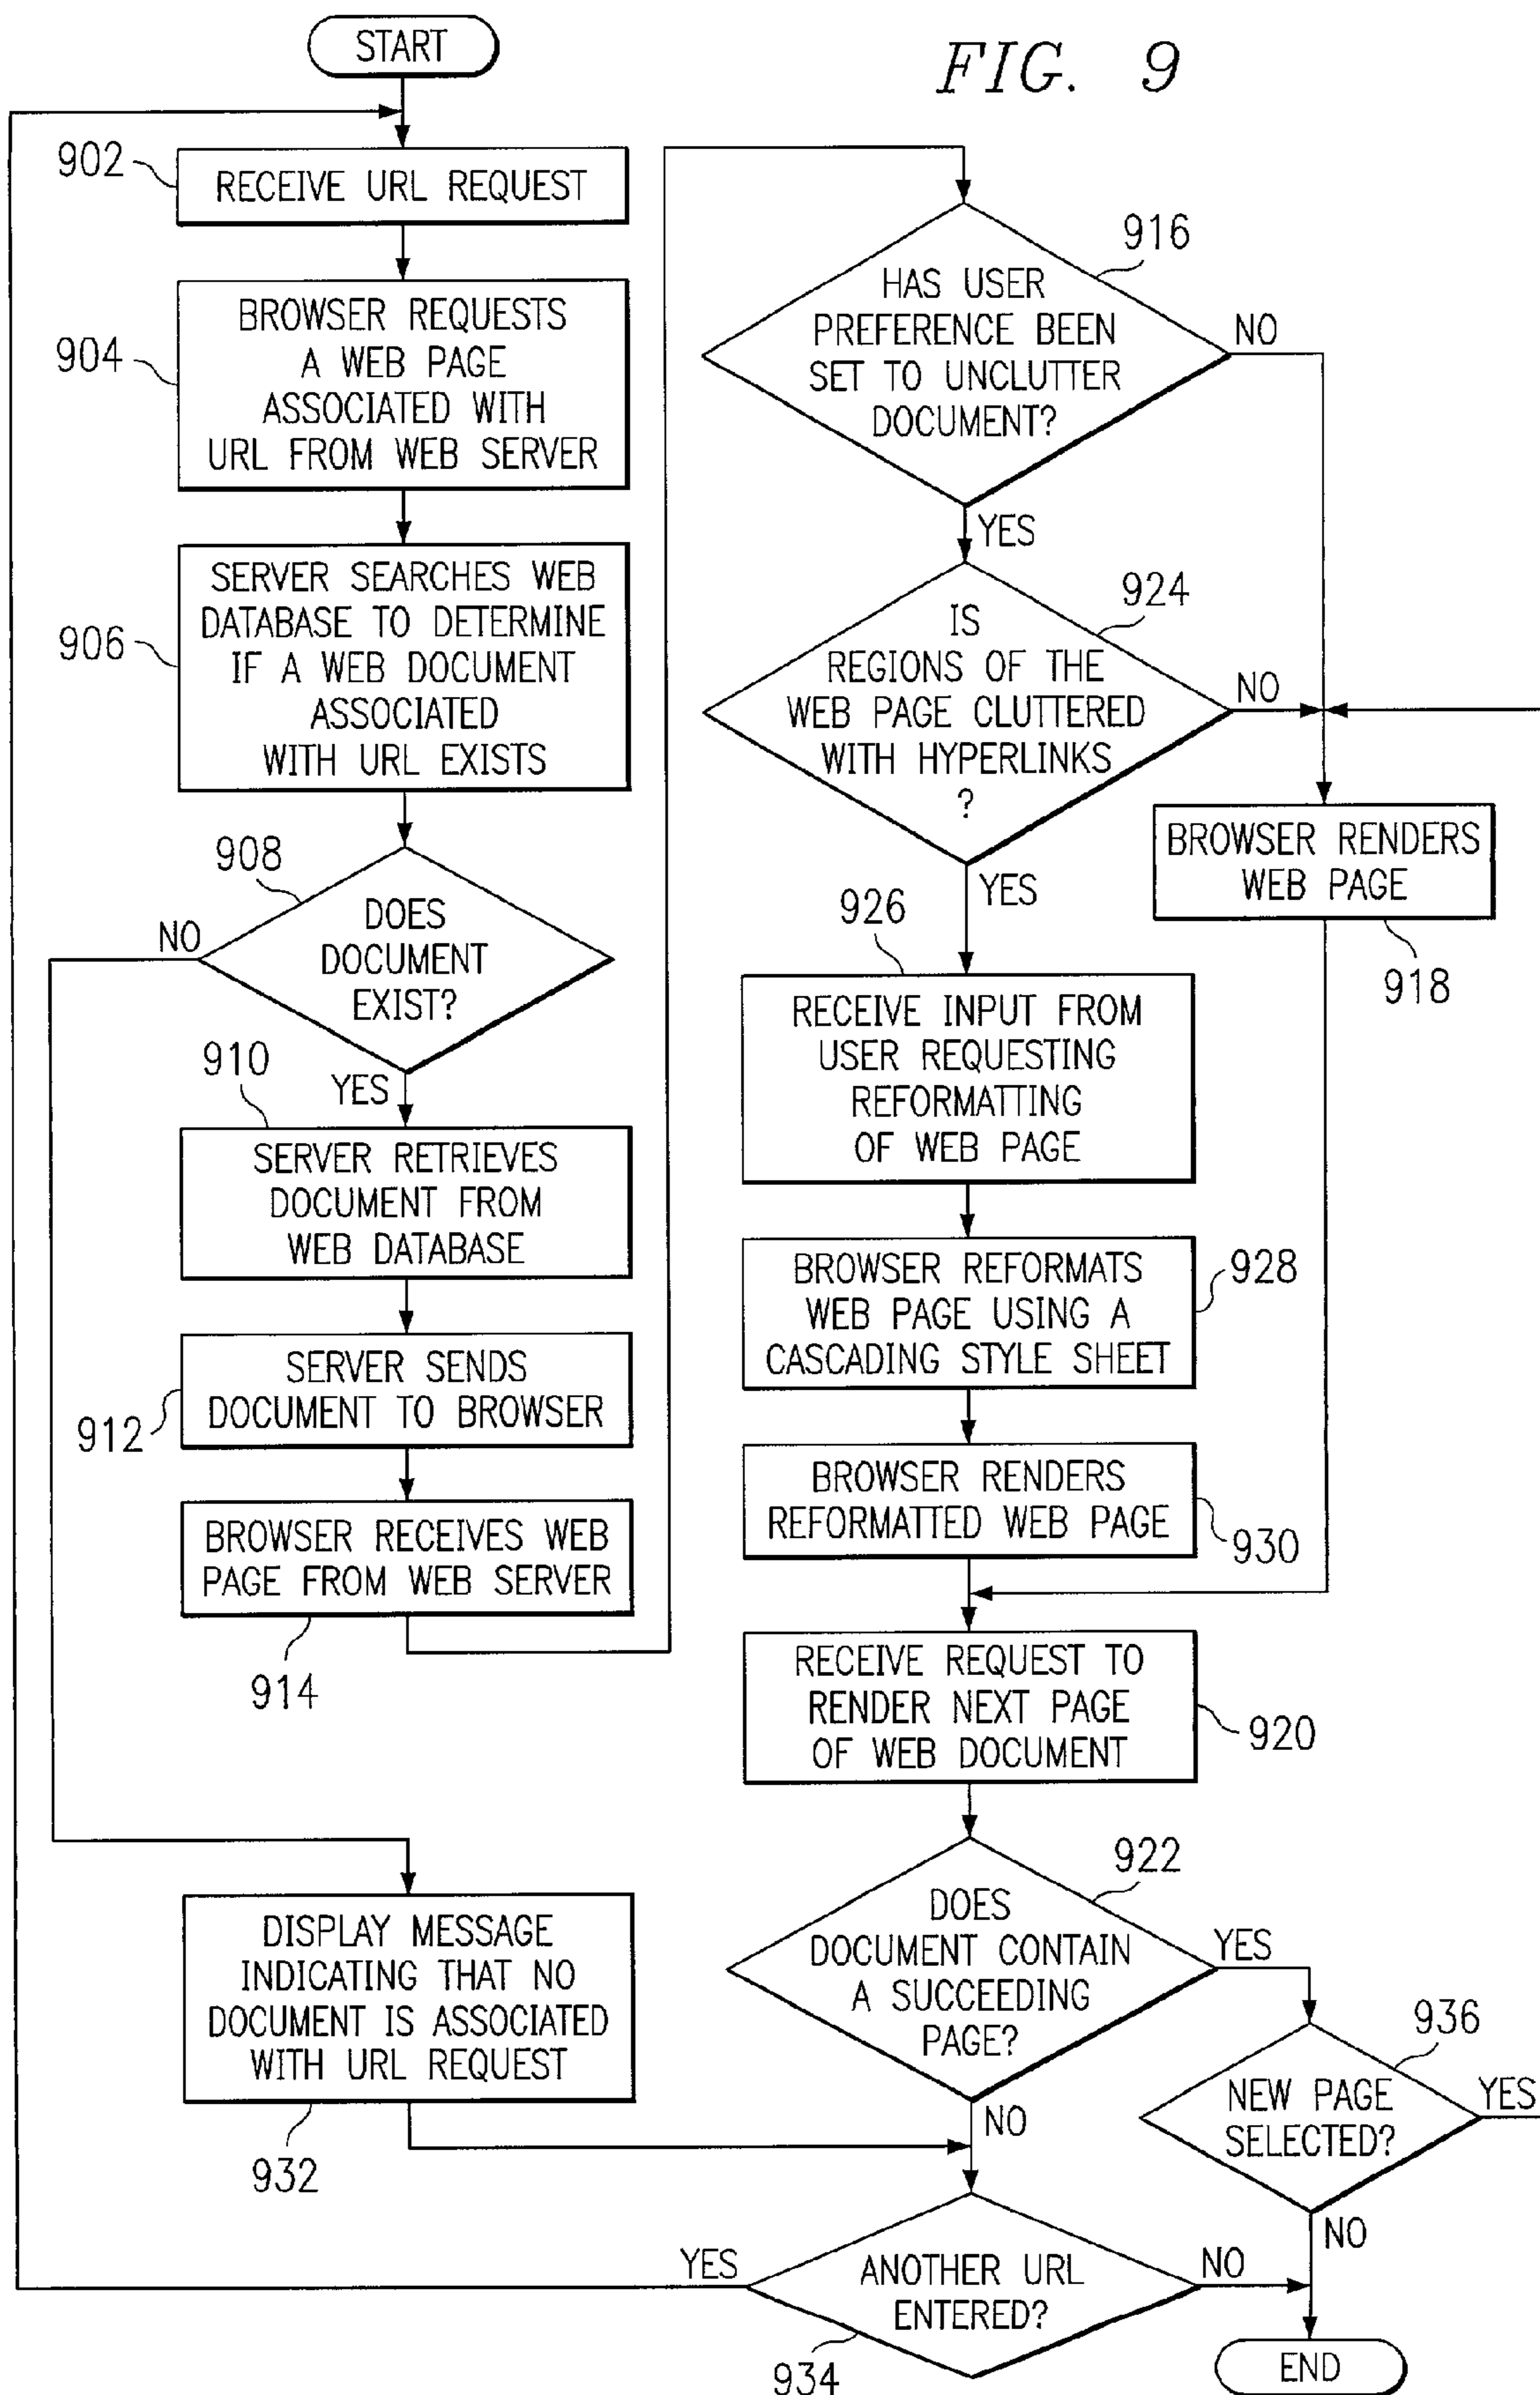 FIG. 9
START
902
RECEIVE URL REQUEST
904
BROWSER REQUESTS
A WEB PAGE
ASSOCIATED WITH
URL FROM WEB SERVER
906
SERVER SEARCHES WEB
DATABASE TO DETERMINE
IF A WEB DOCUMENT
ASSOCIATED
WITH URL EXISTS
908
DOES
DOCUMENT
EXIST?
NO
YES
910
SERVER RETRIEVES
DOCUMENT FROM
WEB DATABASE
912
SERVER SENDS
DOCUMENT TO BROWSER
BROWSER RECEIVES WEB
PAGE FROM WEB SERVER
914
DISPLAY MESSAGE
INDICATING THAT NO
DOCUMENT IS ASSOCIATED
WITH URL REQUEST
932
916
HAS USER
PREFERENCE BEEN
SET TO UNCLUTTER
DOCUMENT?
NO
YES
924
IS
REGIONS OF THE
WEB PAGE CLUTTERED
WITH HYPERLINKS
?
NO
YES
BROWSER RENDERS
WEB PAGE
918
926
RECEIVE INPUT FROM
USER REQUESTING
REFORMATTING
OF WEB PAGE
BROWSER REFORMATS
WEB PAGE USING A
CASCADING STYLE SHEET
928
BROWSER RENDERS
REFORMATTED WEB PAGE
930
RECEIVE REQUEST TO
RENDER NEXT PAGE
OF WEB DOCUMENT
920
922
DOES
DOCUMENT CONTAIN
A SUCCEEDING
PAGE?
YES
NO
936
NEW PAGE
SELECTED?
YES
NO
YES
ANOTHER URL
ENTERED?
NO
934
END